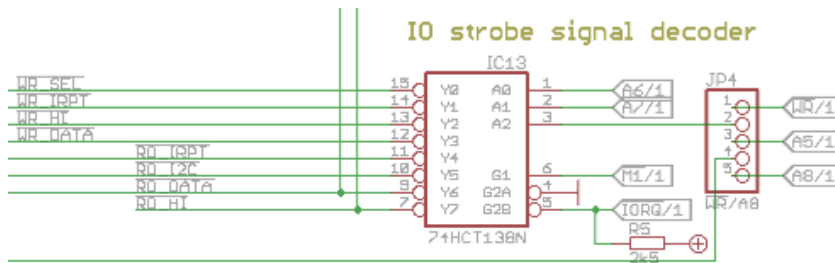 IO strobe signal decoder
IC13
JP4
WR_SEL 15 Y0 A0 1 A6/1
WR_IRPT 14 Y1 A1 2 A7/1 1 WR/1
WR_HI 13 Y2 A2 3 2
WR_DATA 12 Y3 3 A5/1
RD_IRPT 11 Y4 4
RD_I2C 10 Y5 G1 6 M1/1 5 A8/1
RD_DATA 9 Y6 G2A 4
RD_HI 7 Y7 G2B 5 IORQ/1 WR/A8
74HCT138N R5
2k5